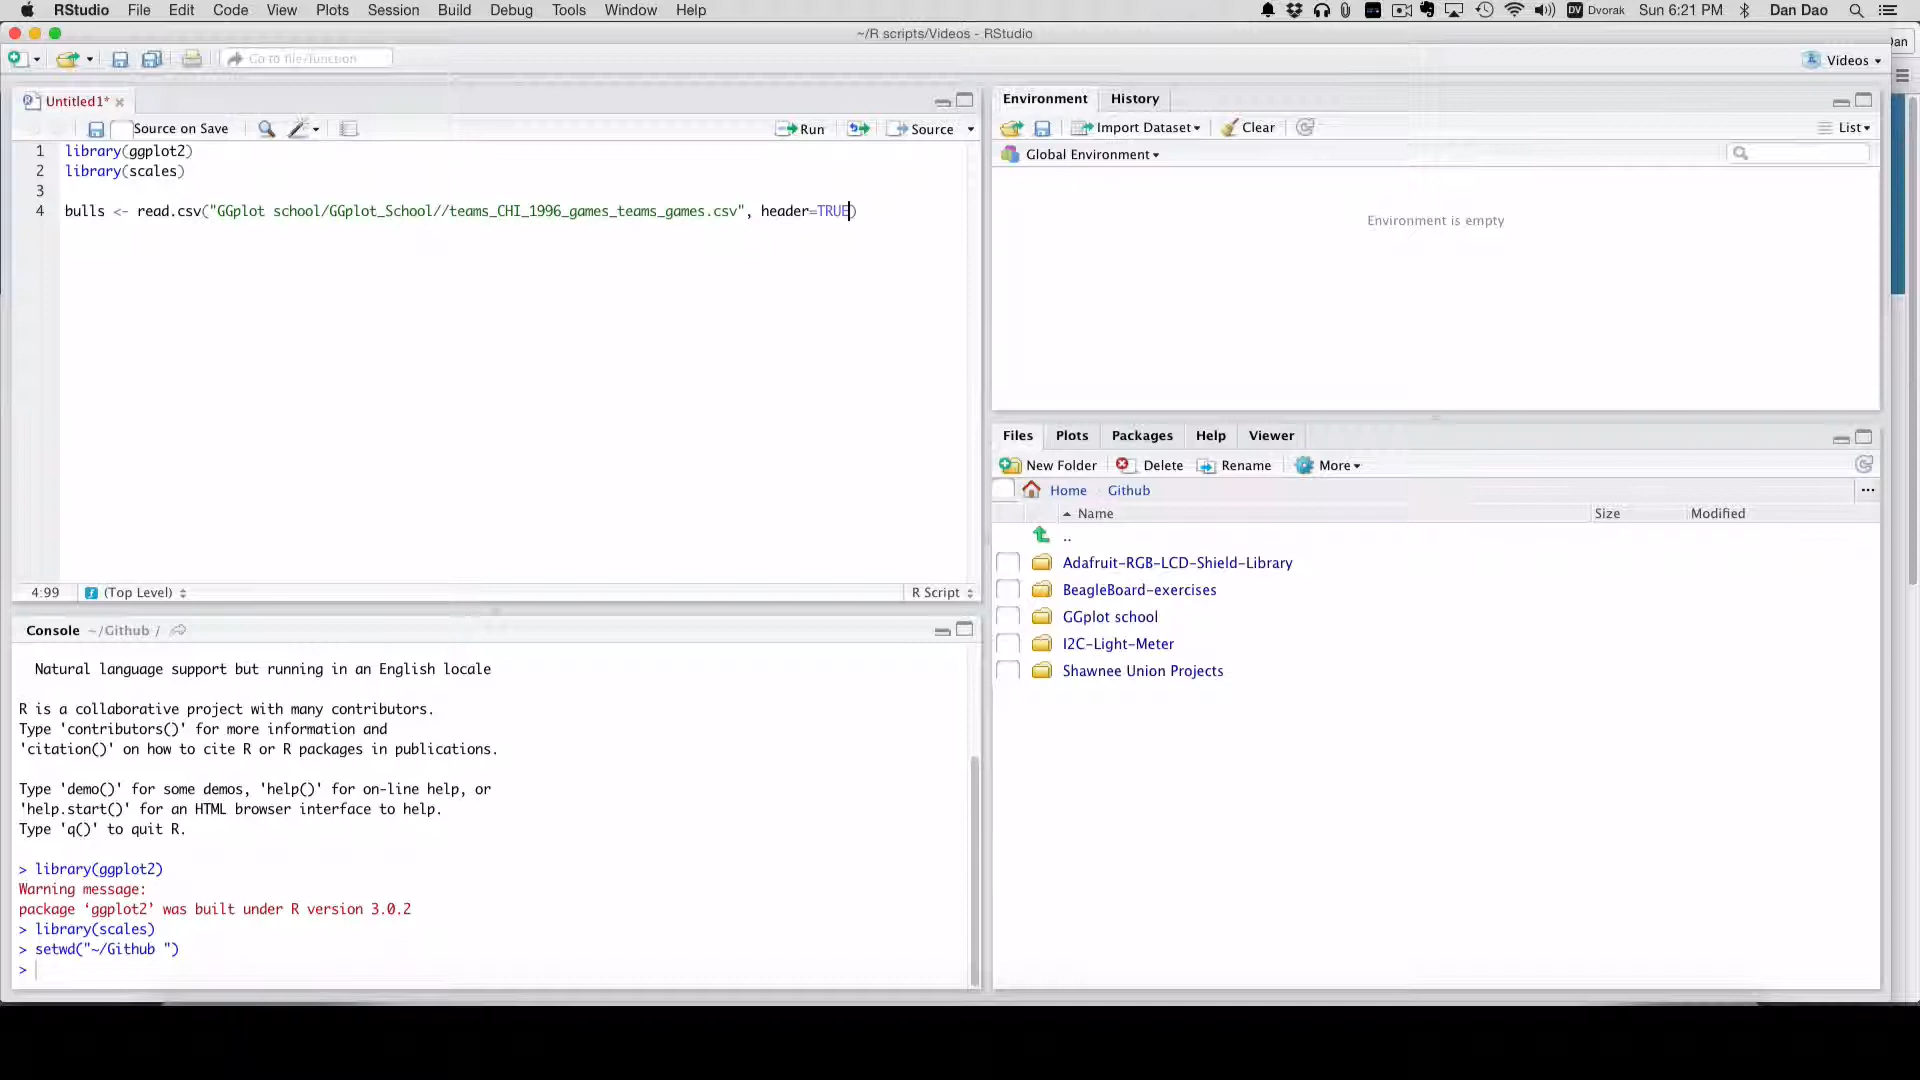 RStudio File Edit Code View Plots Session Build Debug Tools Window Help DV Dvorak Sun 6:21 PM Dan Dao
~/R scripts/Videos - RStudio
Go to file/function Videos
Untitled1*
Source on Save Run Source
1 library(ggplot2)
2 library(scales)
3
4 bulls <- read.csv("GGplot school/GGplot_School//teams_CHI_1996_games_teams_games.csv", header=TRUE)
4:99 (Top Level) R Script
Console ~/Github /
Natural language support but running in an English locale
R is a collaborative project with many contributors.
Type 'contributors()' for more information and
'citation()' on how to cite R or R packages in publications.
Type 'demo()' for some demos, 'help()' for on-line help, or
'help.start()' for an HTML browser interface to help.
Type 'q()' to quit R.
> library(ggplot2)
Warning message:
package ‘ggplot2’ was built under R version 3.0.2
> library(scales)
> setwd("~/Github ")
>
Environment History
Import Dataset Clear List
Global Environment
Environment is empty
Files Plots Packages Help Viewer
New Folder Delete Rename More
Home Github ...
Name Size Modified
..
Adafruit-RGB-LCD-Shield-Library
BeagleBoard-exercises
GGplot school
I2C-Light-Meter
Shawnee Union Projects